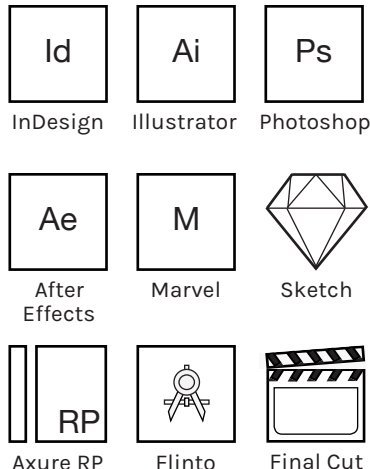 Id
Ai
Ps
InDesign
Illustrator
Photoshop
Ae
M
After
Effects
Marvel
Sketch
RP
Axure RP
Flinto
Final Cut